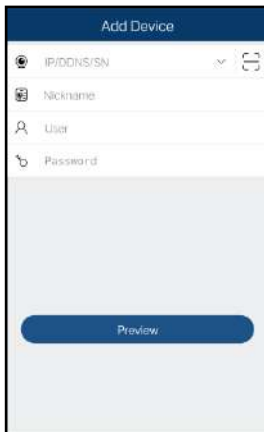 Add Device
IP/DDNS/SN
Nickname
User
Password
Preview